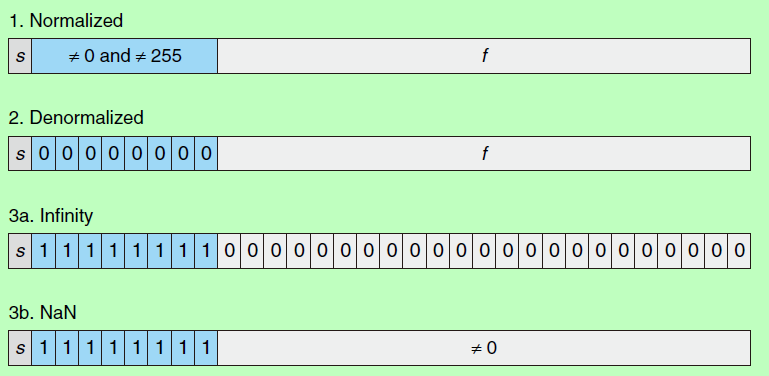 1. Normalized
s ≠ 0 and ≠ 255 f
2. Denormalized
s 0 0 0 0 0 0 0 0 f
3a. Infinity
s 1 1 1 1 1 1 1 1 0 0 0 0 0 0 0 0 0 0 0 0 0 0 0 0 0 0 0 0 0 0 0
3b. NaN
s 1 1 1 1 1 1 1 1 ≠ 0